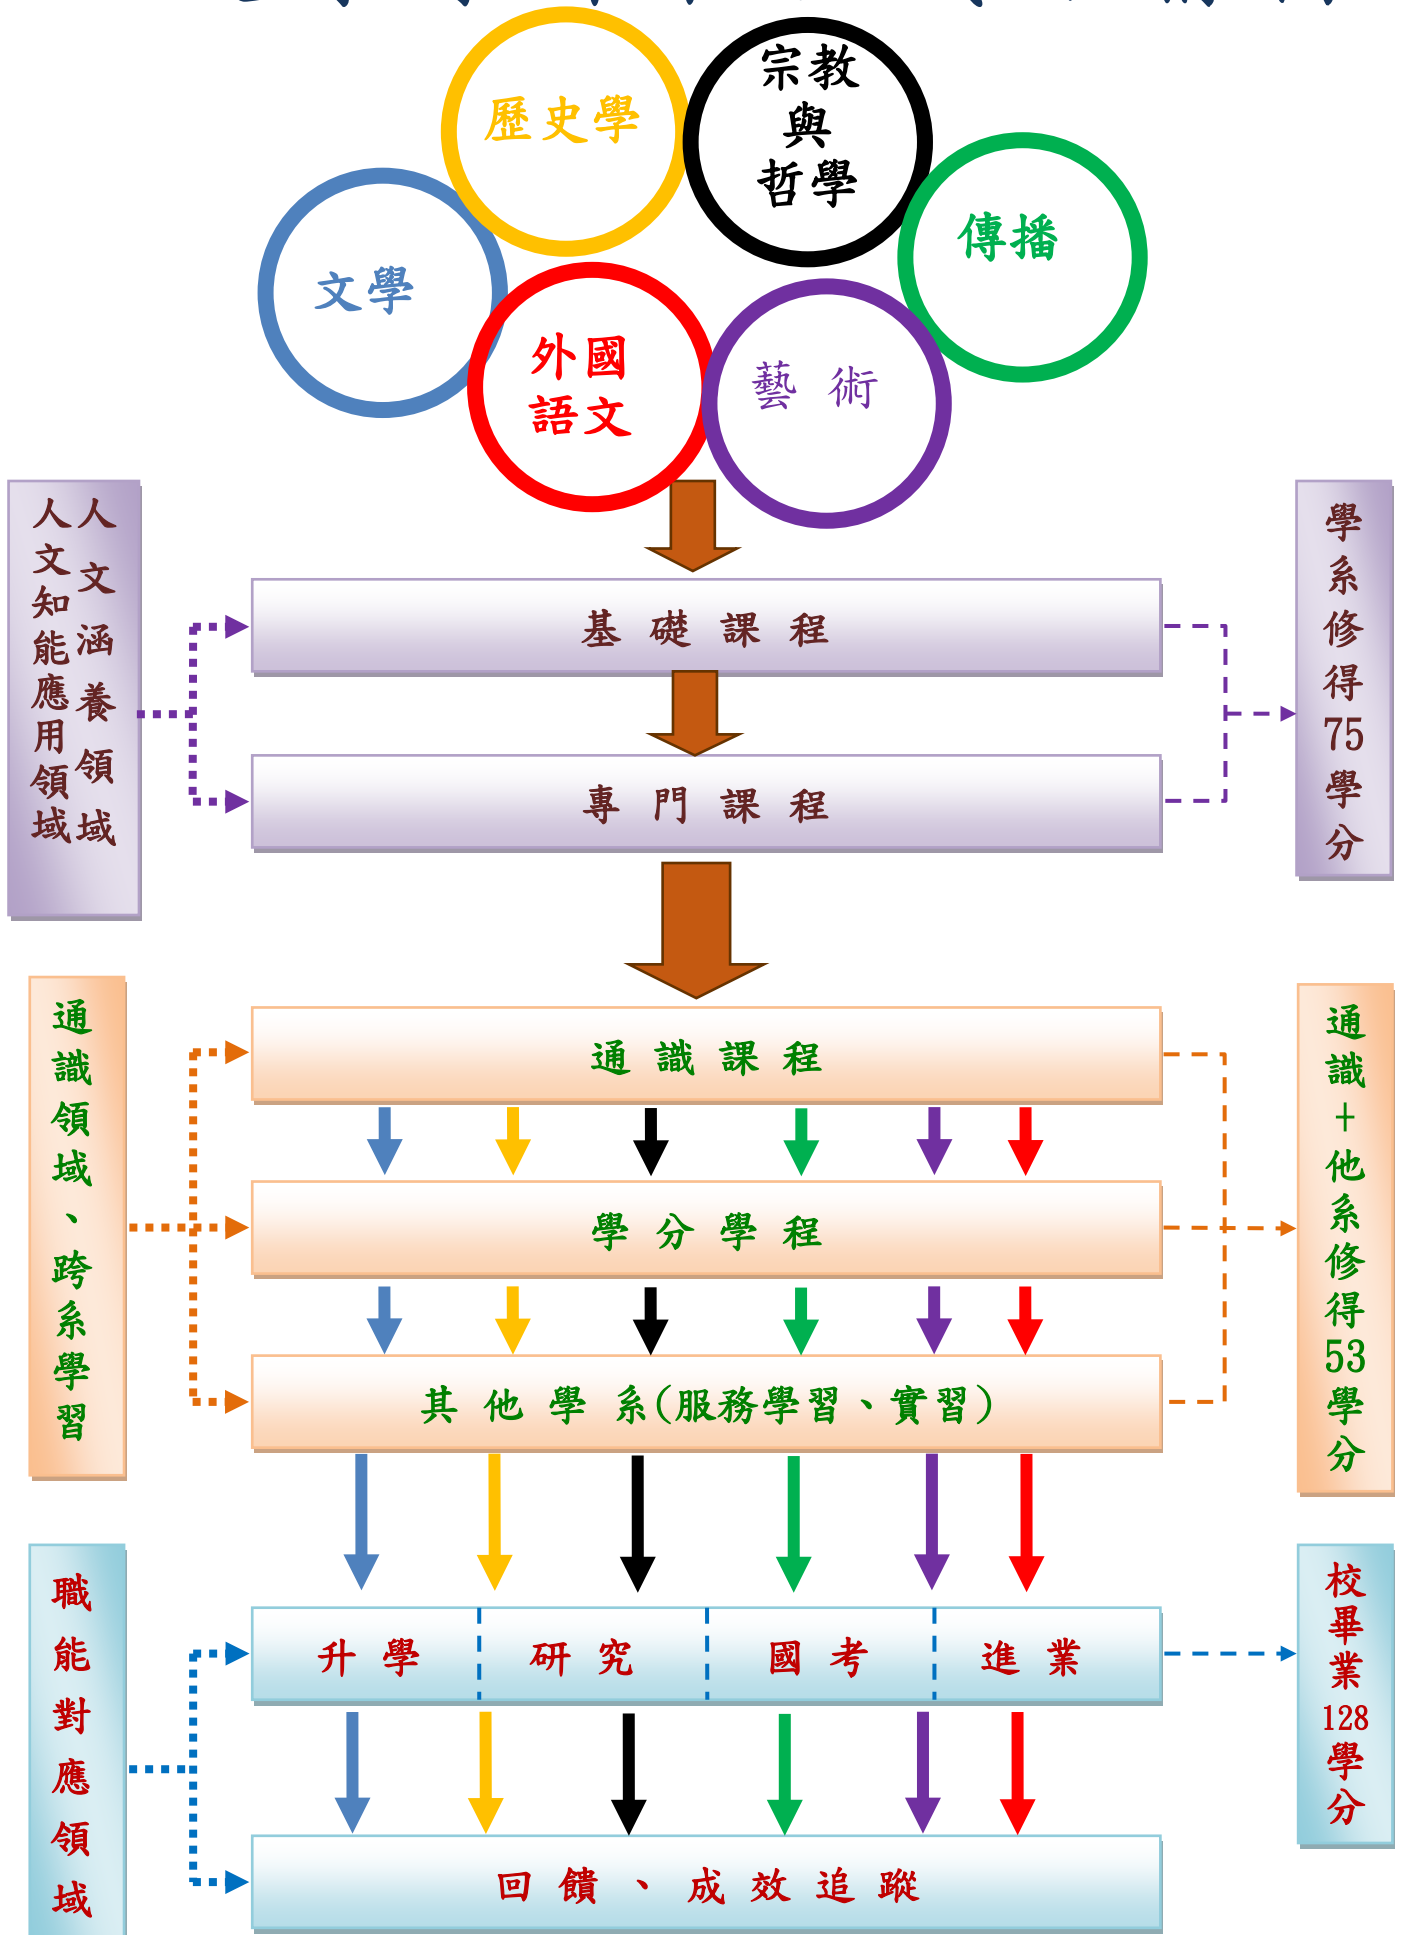 歷史學
宗教
與
哲學
傳播
文學
外國
語文
藝 術
人文涵養領域
人文知能應用領域
基 礎 課 程
專 門 課 程
學系修得75學分
通識領域、跨系學習
通 識 課 程
學 分 學 程
其 他 學 系(服務學習、實習)
通識+他系修得53學分
職能對應領域
升 學
研 究
國 考
進 業
回 饋 、 成 效 追 蹤
校畢業128學分